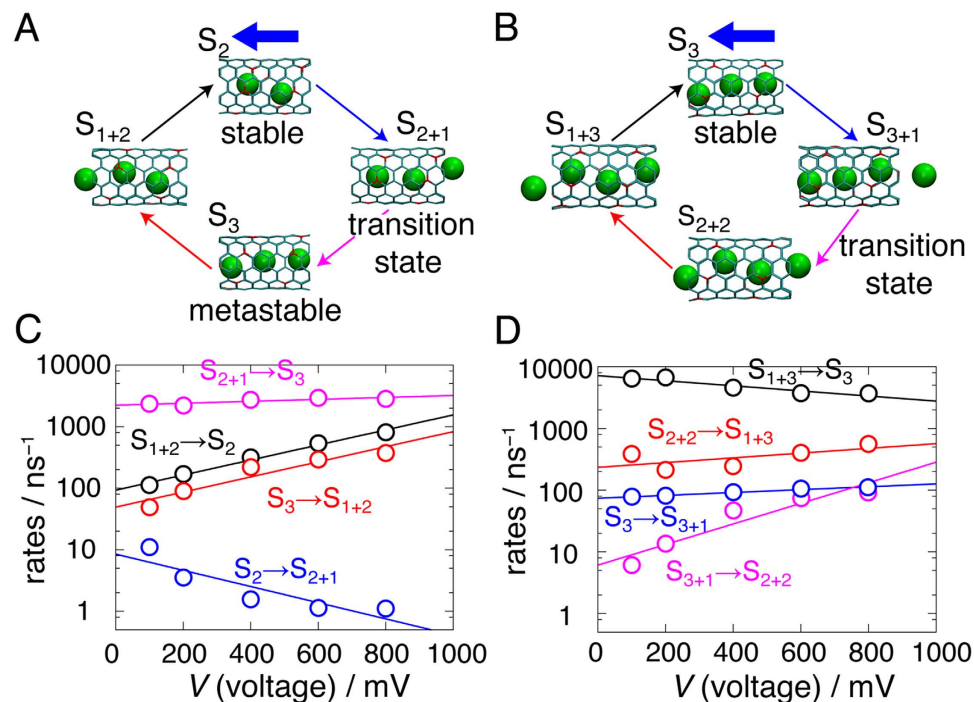 A
S₂
S₁₊₂
stable
S₂₊₁
S₃
transition
state
metastable
B
S₃
S₁₊₃
stable
S₃₊₁
S₂₊₂
transition
state
C
10000
1000
100
10
1
rates / ns⁻¹
S₂₊₁→S₃
S₁₊₂→S₂
S₃→S₁₊₂
S₂→S₂₊₁
0 200 400 600 800 1000
V (voltage) / mV
D
10000
1000
100
10
1
rates / ns⁻¹
S₁₊₃→S₃
S₂₊₂→S₁₊₃
S₃→S₃₊₁
S₃₊₁→S₂₊₂
0 200 400 600 800 1000
V (voltage) / mV